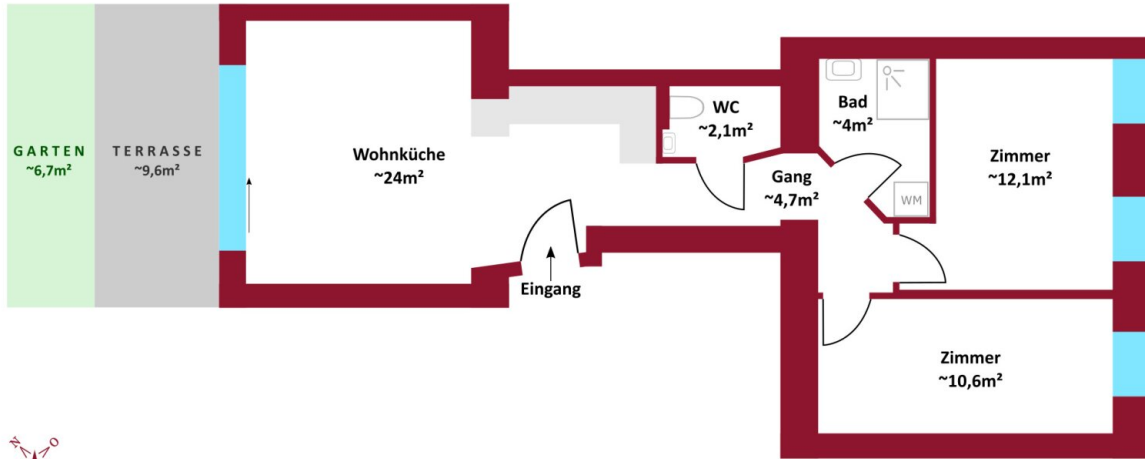 GARTEN
~6,7m²
TERRASSE
~9,6m²
Wohnküche
~24m²
Eingang
WC
~2,1m²
Gang
~4,7m²
Bad
~4m²
WM
Zimmer
~12,1m²
Zimmer
~10,6m²
N
O